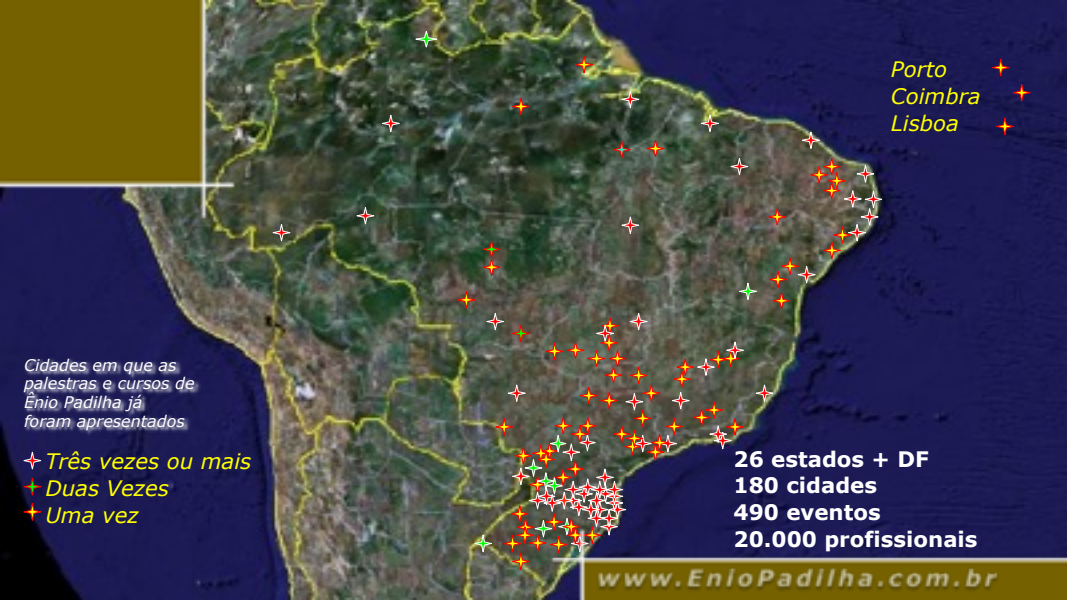 Porto
Coimbra
Lisboa
Cidades em que as
palestras e cursos de
Ênio Padilha já
foram apresentados
Três vezes ou mais
Duas Vezes
Uma vez
26 estados + DF
180 cidades
490 eventos
20.000 profissionais
www.EnioPadilha.com.br